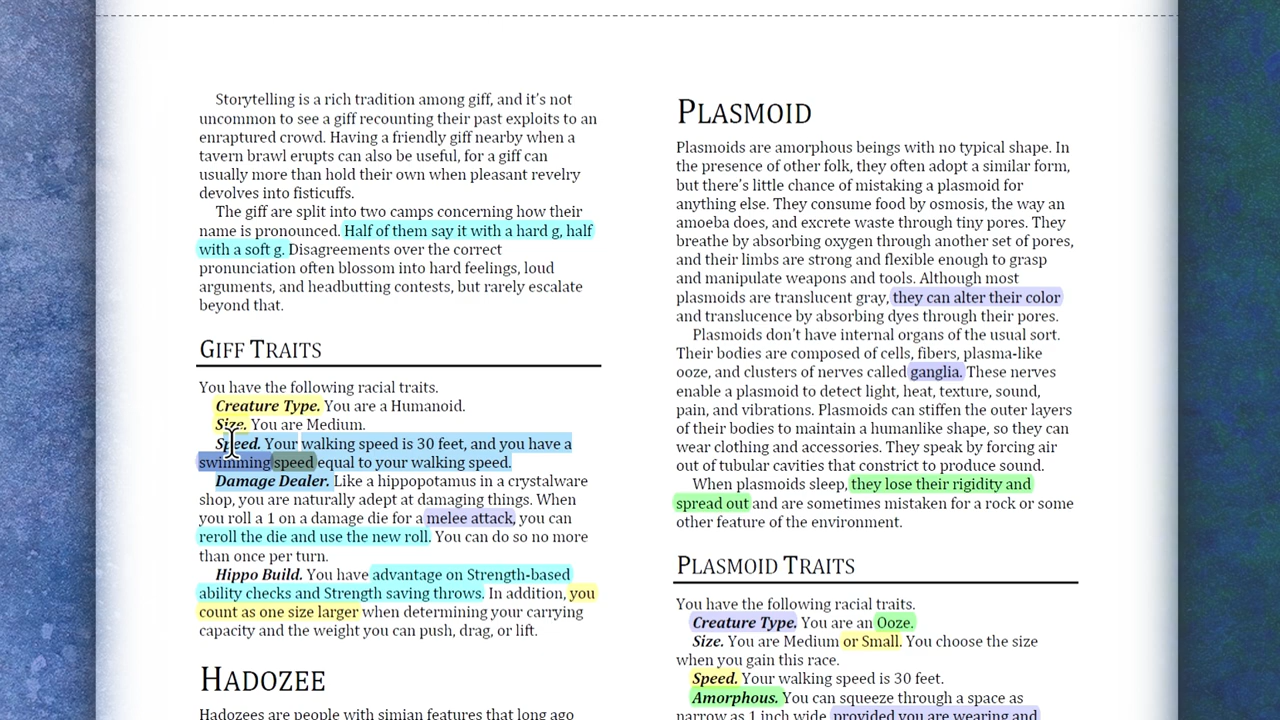 Storytelling is a rich tradition among giff, and it's not
uncommon to see a giff recounting their past exploits to an
enraptured crowd. Having a friendly giff nearby when a
tavern brawl erupts can also be useful, for a giff can
usually more than hold their own when pleasant revelry
devolves into fisticuffs.
The giff are split into two camps concerning how their
name is pronounced. Half of them say it with a hard g, half
with a soft g. Disagreements over the correct
pronunciation often blossom into hard feelings, loud
arguments, and headbutting contests, but rarely escalate
beyond that.
GIFF TRAITS
You have the following racial traits.
Creature Type. You are a Humanoid.
Size. You are Medium.
Speed. Your walking speed is 30 feet, and you have a
swimming speed equal to your walking speed.
Damage Dealer. Like a hippopotamus in a crystalware
shop, you are naturally adept at damaging things. When
you roll a 1 on a damage die for a melee attack, you can
reroll the die and use the new roll. You can do so no more
than once per turn.
Hippo Build. You have advantage on Strength-based
ability checks and Strength saving throws. In addition, you
count as one size larger when determining your carrying
capacity and the weight you can push, drag, or lift.
HADOZEE
Hadozees are people with simian features that long ago
PLASMOID
Plasmoids are amorphous beings with no typical shape. In
the presence of other folk, they often adopt a similar form,
but there's little chance of mistaking a plasmoid for
anything else. They consume food by osmosis, the way an
amoeba does, and excrete waste through tiny pores. They
breathe by absorbing oxygen through another set of pores,
and their limbs are strong and flexible enough to grasp
and manipulate weapons and tools. Although most
plasmoids are translucent gray, they can alter their color
and translucence by absorbing dyes through their pores.
Plasmoids don't have internal organs of the usual sort.
Their bodies are composed of cells, fibers, plasma-like
ooze, and clusters of nerves called ganglia. These nerves
enable a plasmoid to detect light, heat, texture, sound,
pain, and vibrations. Plasmoids can stiffen the outer layers
of their bodies to maintain a humanlike shape, so they can
wear clothing and accessories. They speak by forcing air
out of tubular cavities that constrict to produce sound.
When plasmoids sleep, they lose their rigidity and
spread out and are sometimes mistaken for a rock or some
other feature of the environment.
PLASMOID TRAITS
You have the following racial traits.
Creature Type. You are an Ooze.
Size. You are Medium or Small. You choose the size
when you gain this race.
Speed. Your walking speed is 30 feet.
Amorphous. You can squeeze through a space as
narrow as 1 inch wide, provided you are wearing and